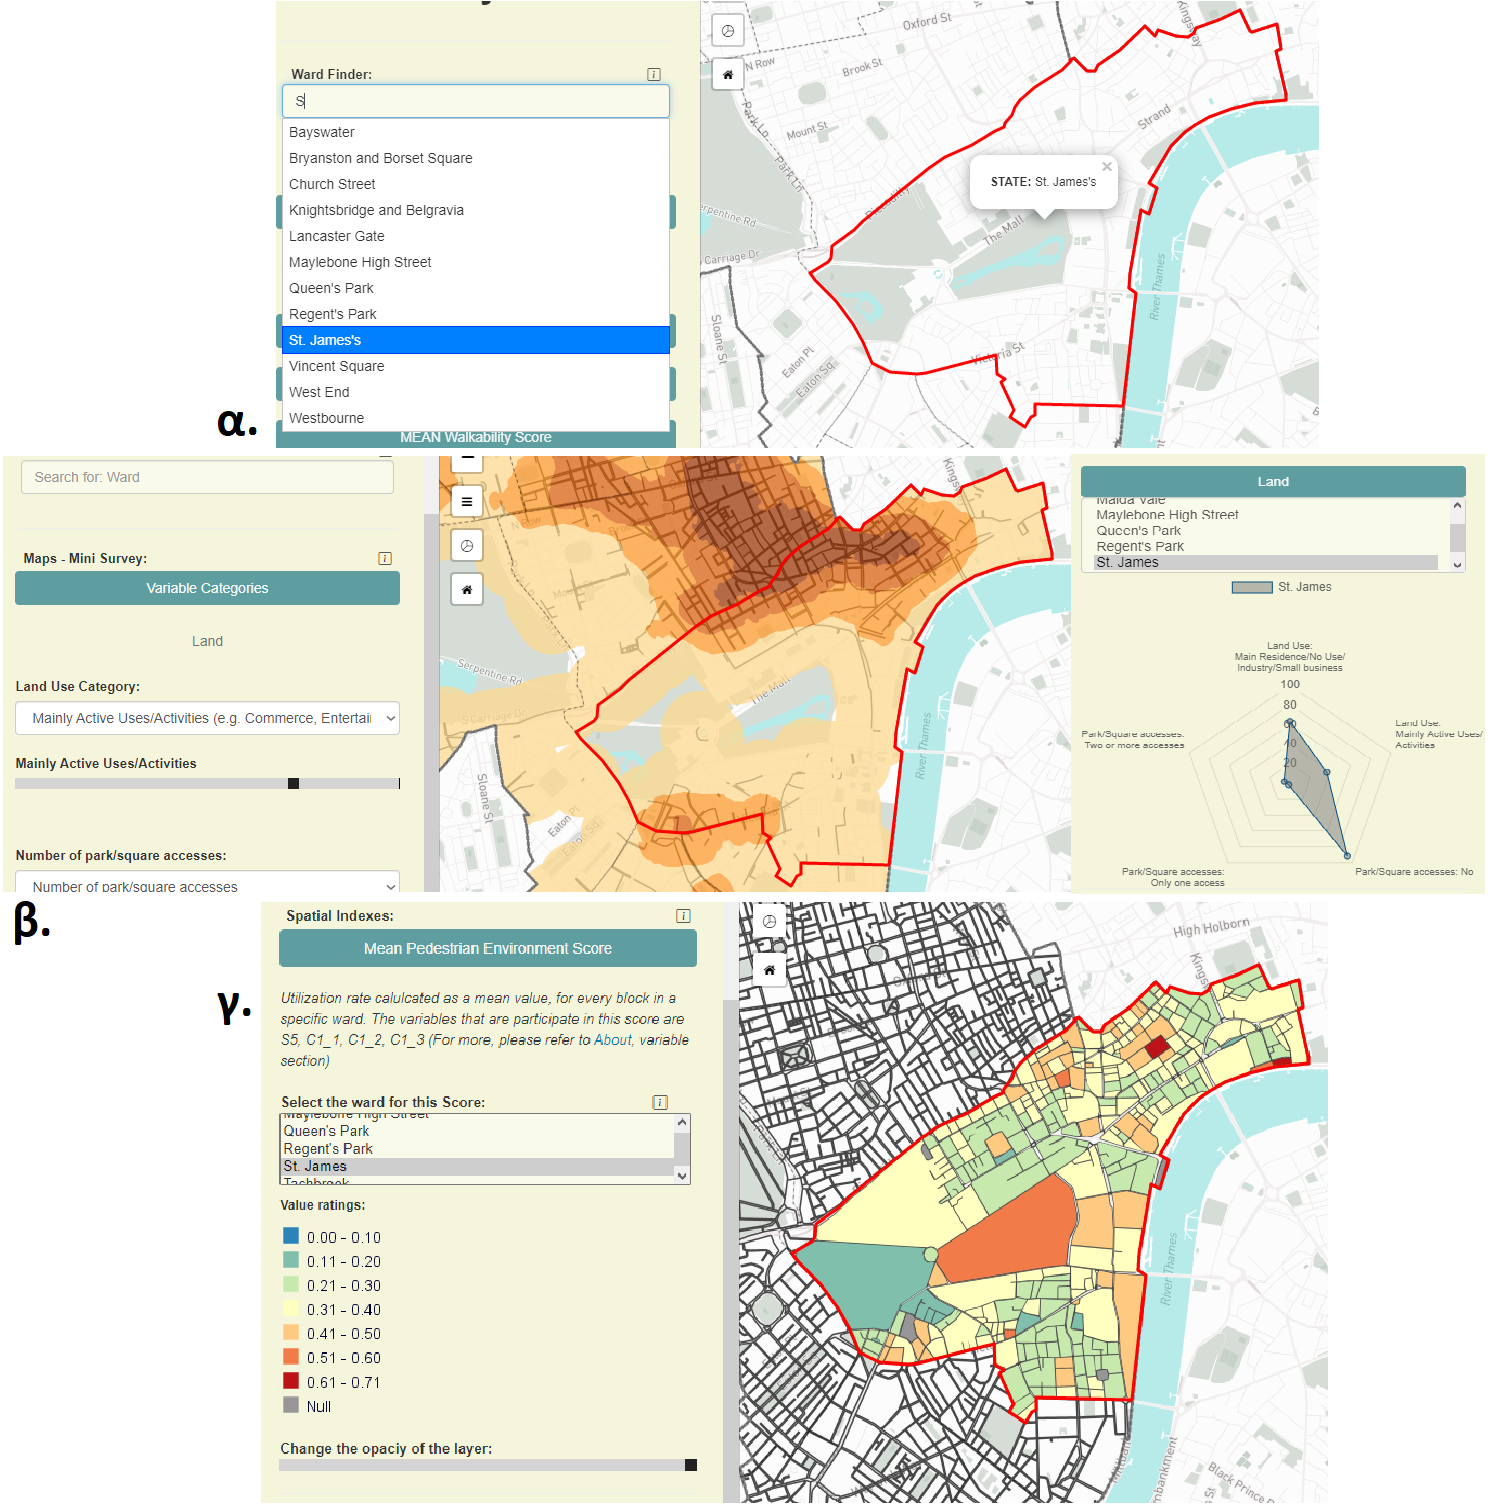 Ward Finder:
S
Bayswater
Bryanston and Borset Square
Church Street
Knightsbridge and Belgravia
Lancaster Gate
Maylebone High Street
Queen's Park
Regent's Park
St. James's
Vincent Square
West End
Westbourne
MEAN Walkability Score
α.
Oxford St
Kingsway
N Row
Brook St
Park Ln
Mount St
Strand
STATE: St. James's
Park Ln
Piccadilly
Serpentine Rd
The Mall
Carriage Dr
River Thames
Sloane St
Eaton Pl
Eaton Sq
Victoria St
Search for: Ward
Maps - Mini Survey:
Variable Categories
Land
Land Use Category:
Mainly Active Uses/Activities (e.g. Commerce, Entertai
Mainly Active Uses/Activities
Number of park/square accesses:
Number of park/square accesses
β.
N Row
Serpentine Rd
S Carriage Dr
The Mall
River Thames
Sloane St
Eaton Pl
Eaton Sq
Land
Maida Vale
Maylebone High Street
Queen's Park
Regent's Park
St. James
St. James
Land Use:
Main Residence/No Use/
Industry/Small business
100
80
60
40
20
Land Use:
Mainly Active Uses/
Activities
Park/Square accesses:
Two or more accesses
Park/Square accesses:
Only one access
Park/Square accesses: No
γ.
Spatial Indexes:
Mean Pedestrian Environment Score
Utilization rate calulcated as a mean value, for every block in a
specific ward. The variables that are participate in this score are
S5, C1_1, C1_2, C1_3 (For more, please refer to About, variable
section)
Select the ward for this Score:
Maylebone High Street
Queen's Park
Regent's Park
St. James
Tachbrook
Value ratings:
0.00 - 0.10
0.11 - 0.20
0.21 - 0.30
0.31 - 0.40
0.41 - 0.50
0.51 - 0.60
0.61 - 0.71
Null
Change the opaciy of the layer:
High Holborn
River Thames
Black Prince